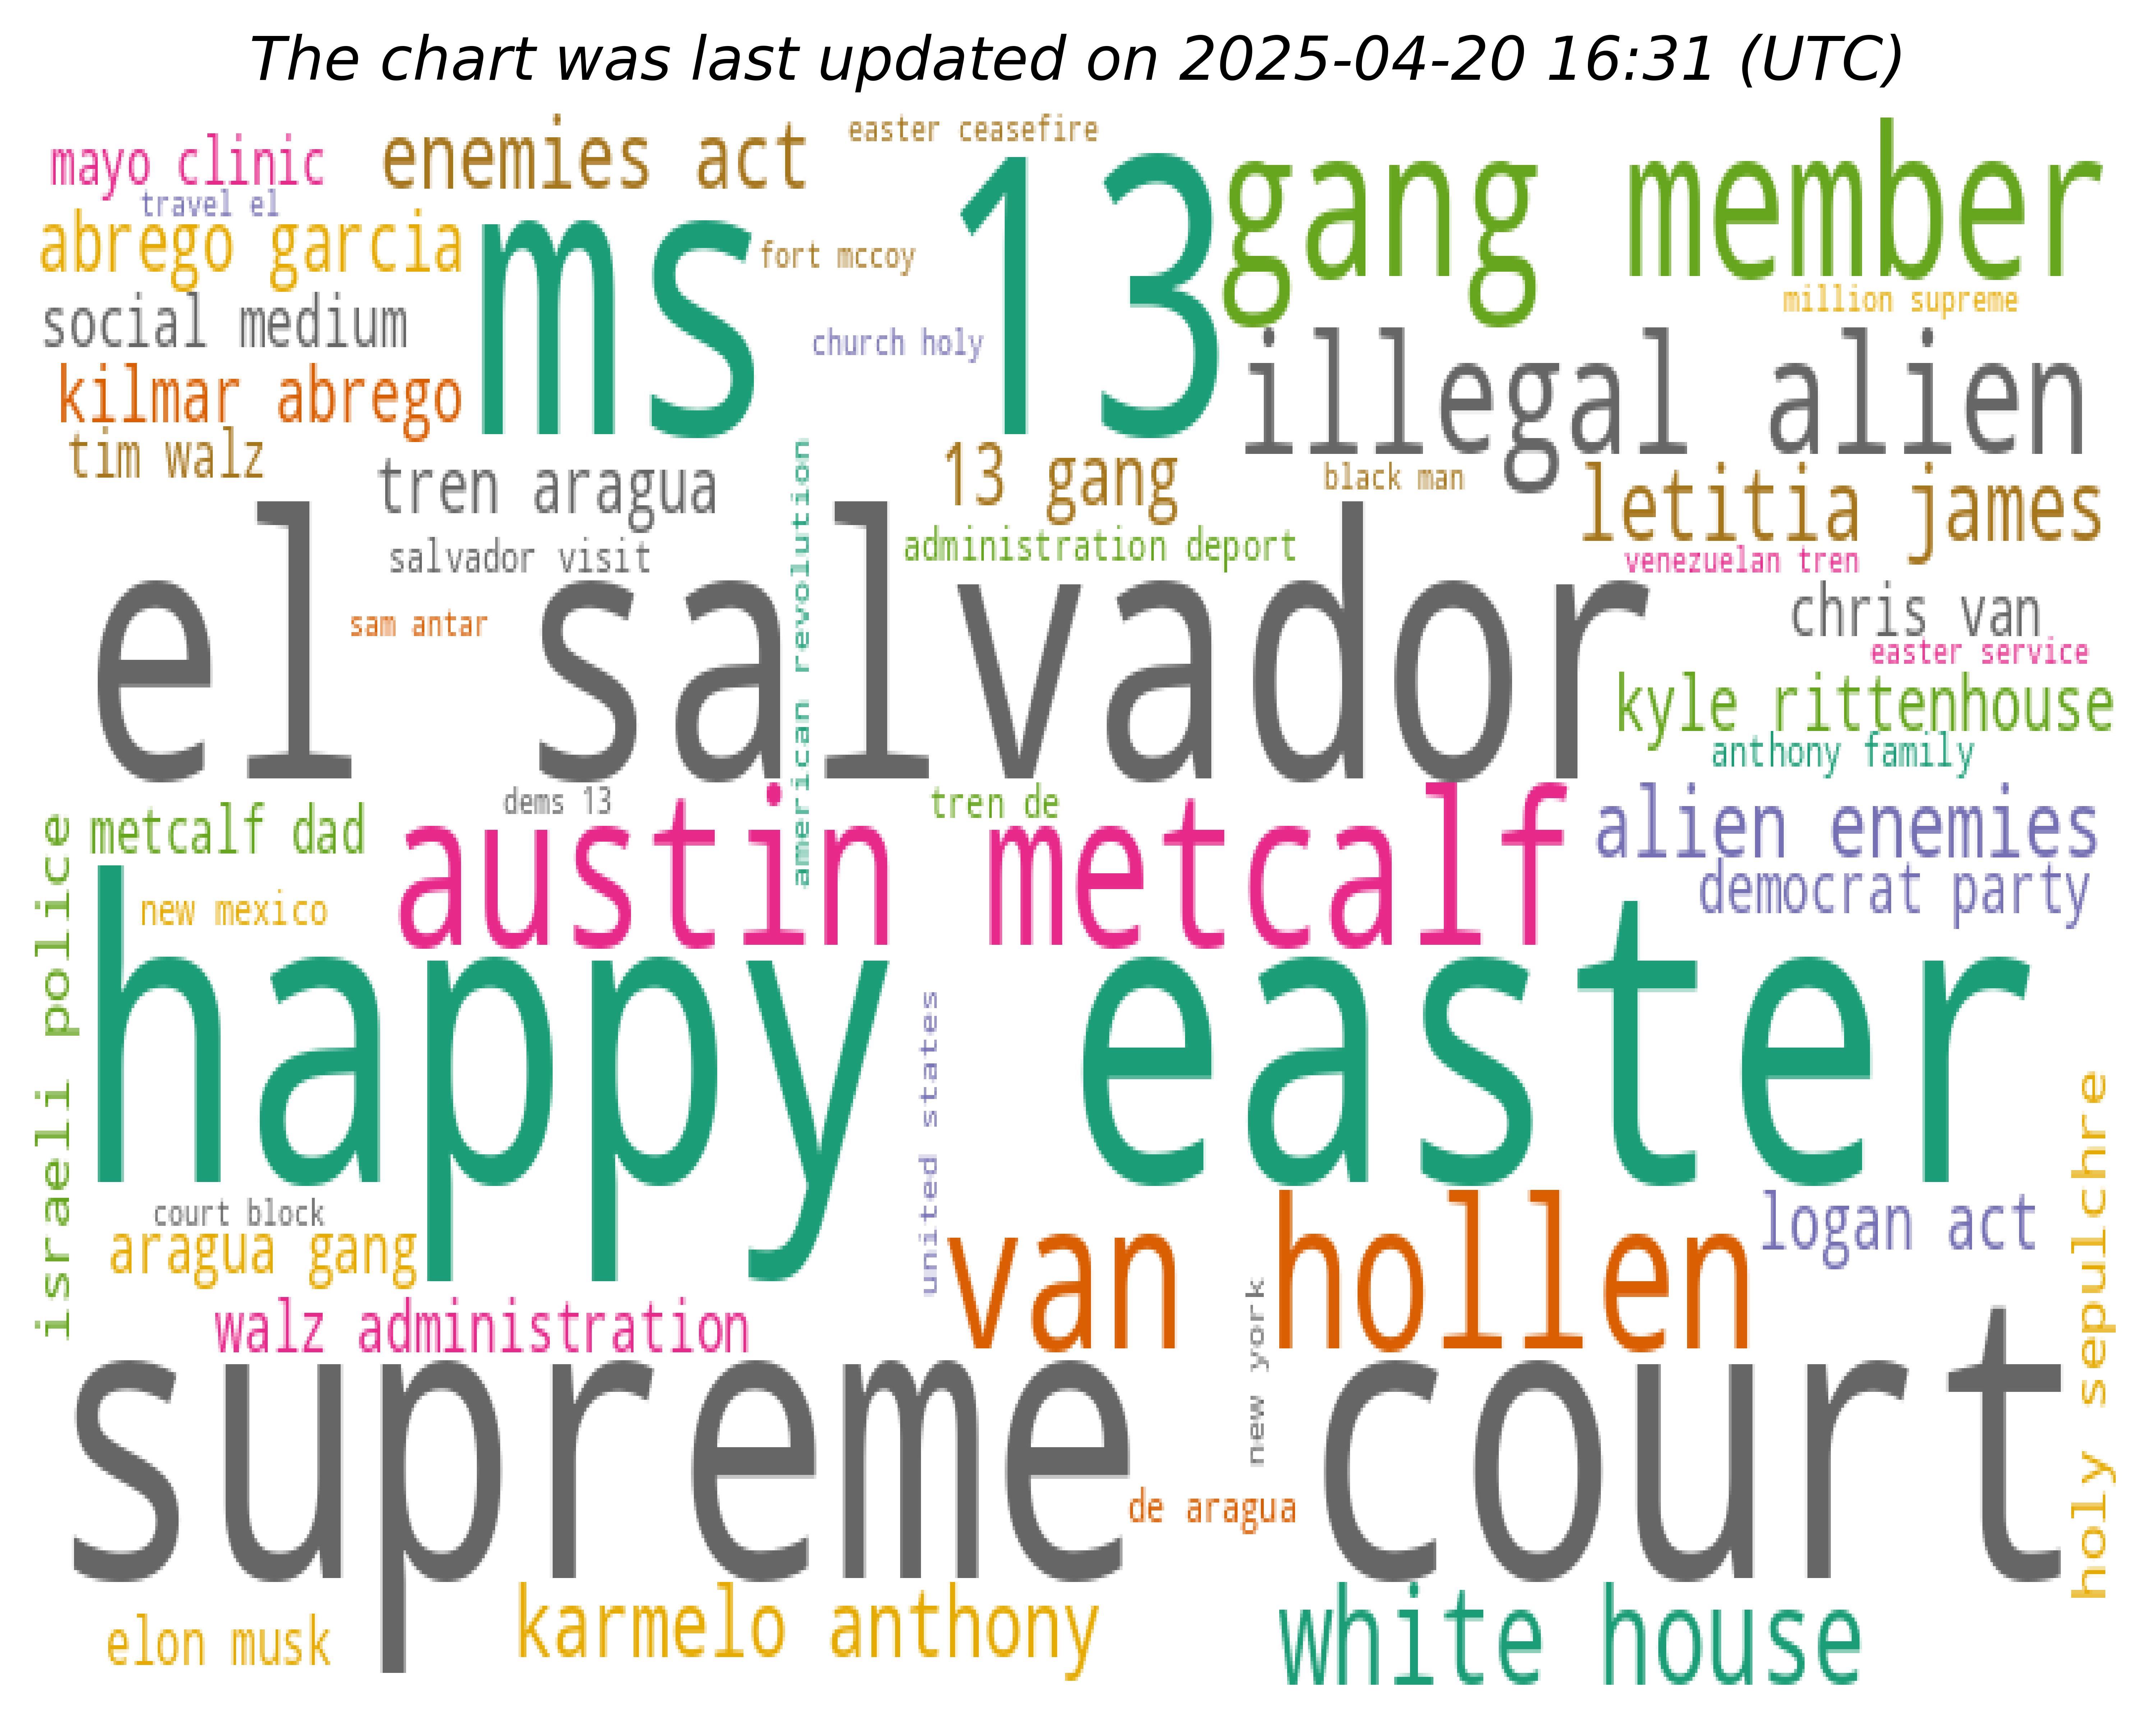 The chart was last updated on 2025-04-20 16:31 (UTC)
mayo clinic
enemies act
easter ceasefire
gang member
travel el
abrego garcia
ms 13
fort mccoy
million supreme
social medium
church holy
illegal alien
kilmar abrego
tim walz
tren aragua
13 gang
black man
letitia james
american revolution
salvador visit
administration deport
venezuelan tren
el salvador
sam antar
chris van
easter service
kyle rittenhouse
anthony family
dems 13
tren de
metcalf dad
austin metcalf
alien enemies
democrat party
israeli police
new mexico
happy easter
united states
holy sepulchre
court block
aragua gang
van hollen
logan act
walz administration
new york
supreme court
de aragua
elon musk
karmelo anthony
white house